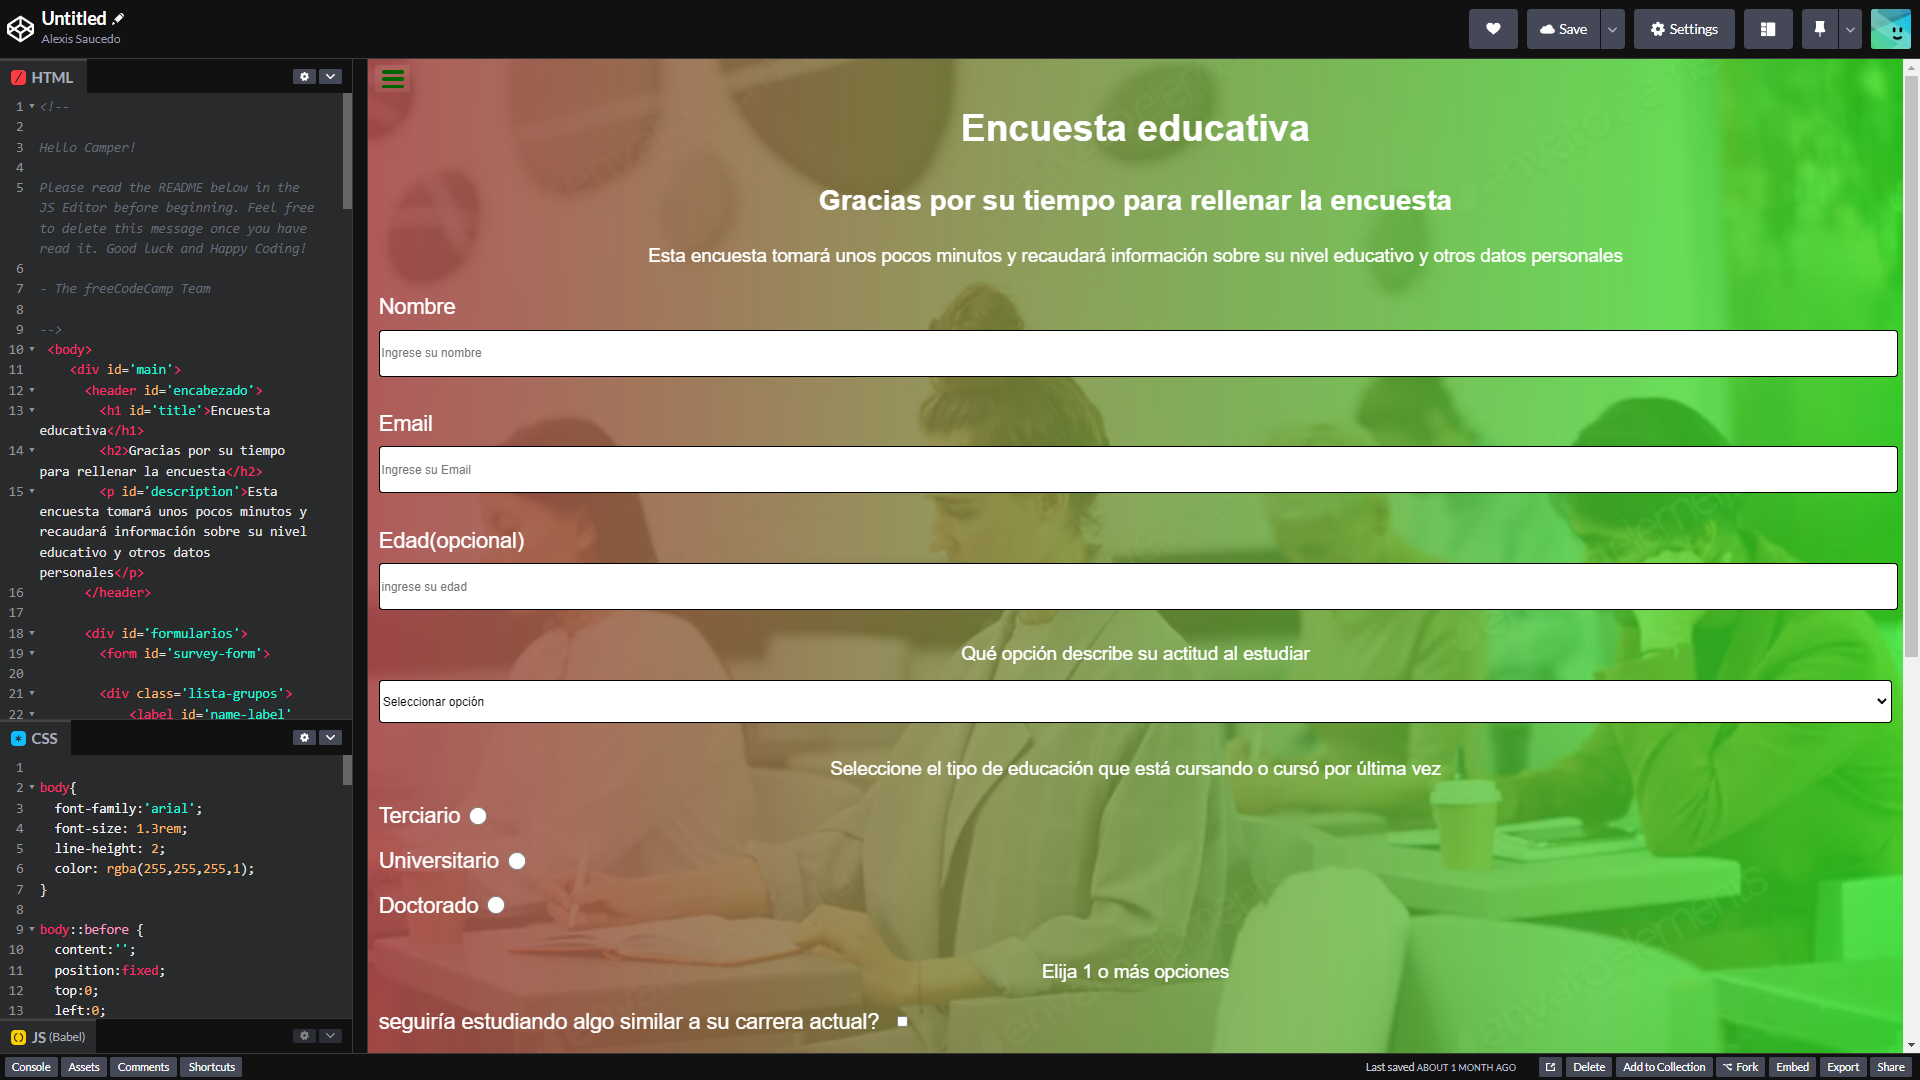 Untitled
Alexis Saucedo
Save
Settings
HTML
1 <!--
2
3 Hello Camper!
4
5 Please read the README below in the
JS Editor before beginning. Feel free
to delete this message once you have
read it. Good luck and Happy Coding!
6
7 - The freeCodeCamp Team
8
9 -->
10 <body>
11 <div id='main'>
12 <header id='encabezado'>
13 <h1 id='title'>Encuesta
educativa</h1>
14 <h2>Gracias por su tiempo
para rellenar la encuesta</h2>
15 <p id='description'>Esta
encuesta tomará unos pocos minutos y
recaudará información sobre su nivel
educativo y otros datos
personales</p>
16 </header>
17
18 <div id='formularios'>
19 <form id='survey-form'>
20
21 <div class='lista-grupos'>
22 <label id='name-label'
CSS
1
2 body{
3 font-family:'arial';
4 font-size: 1.3rem;
5 line-height: 2;
6 color: rgba(255,255,255,1);
7 }
8
9 body::before {
10 content:'';
11 position:fixed;
12 top:0;
13 left:0;
JS (Babel)
Encuesta educativa
Gracias por su tiempo para rellenar la encuesta
Esta encuesta tomará unos pocos minutos y recaudará información sobre su nivel educativo y otros datos personales
Nombre
Ingrese su nombre
Email
Ingrese su Email
Edad(opcional)
ingrese su edad
Qué opción describe su actitud al estudiar
Seleccionar opción
Seleccione el tipo de educación que está cursando o cursó por última vez
Terciario
Universitario
Doctorado
Elija 1 o más opciones
seguiría estudiando algo similar a su carrera actual?
envatoelements
Console Assets Comments Shortcuts
Last saved ABOUT 1 MONTH AGO Delete Add to Collection Fork Embed Export Share